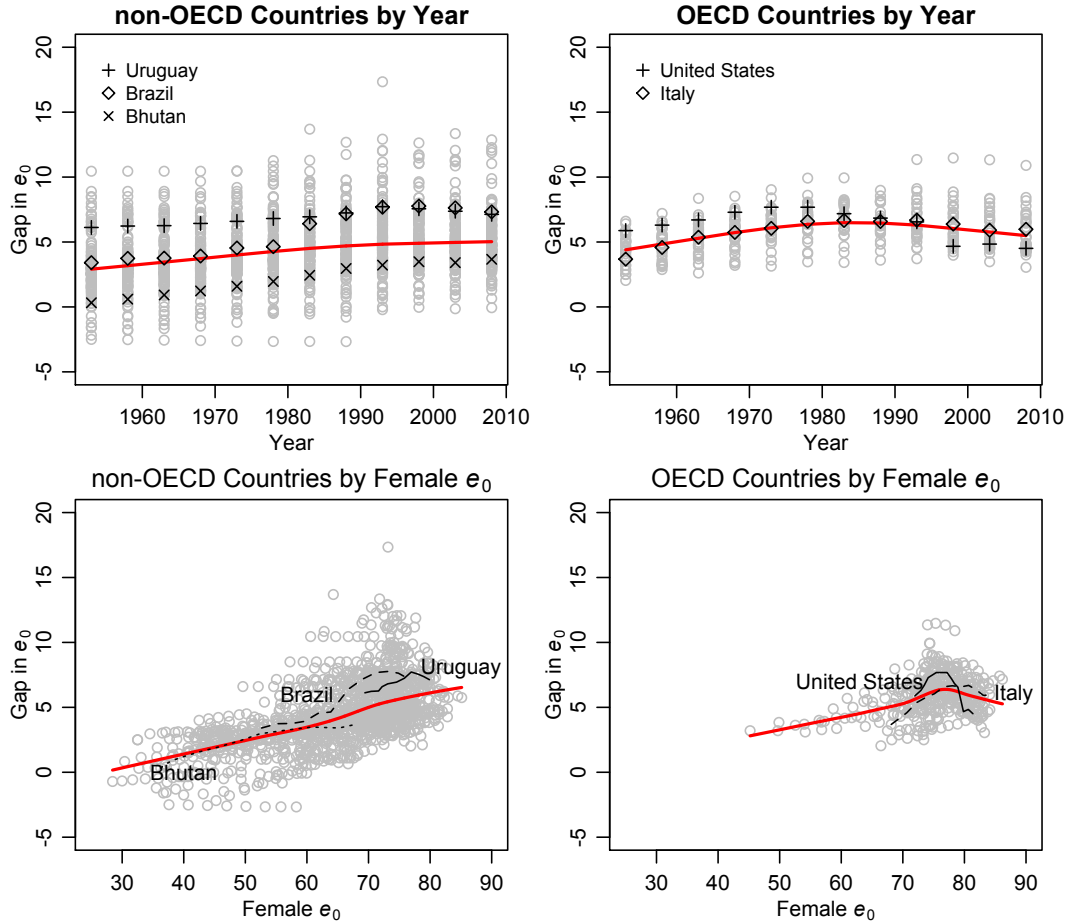 non-OECD Countries by Year
20
15
10
5
0
-5
Gap in e0
Uruguay
Brazil
Bhutan
1960 1970 1980 1990 2000 2010
Year
OECD Countries by Year
20
15
10
5
0
-5
Gap in e0
United States
Italy
1960 1970 1980 1990 2000 2010
Year
non-OECD Countries by Female e0
20
15
10
5
0
-5
Gap in e0
Uruguay
Brazil
Bhutan
30 40 50 60 70 80 90
Female e0
OECD Countries by Female e0
20
15
10
5
0
-5
Gap in e0
United States
Italy
30 40 50 60 70 80 90
Female e0